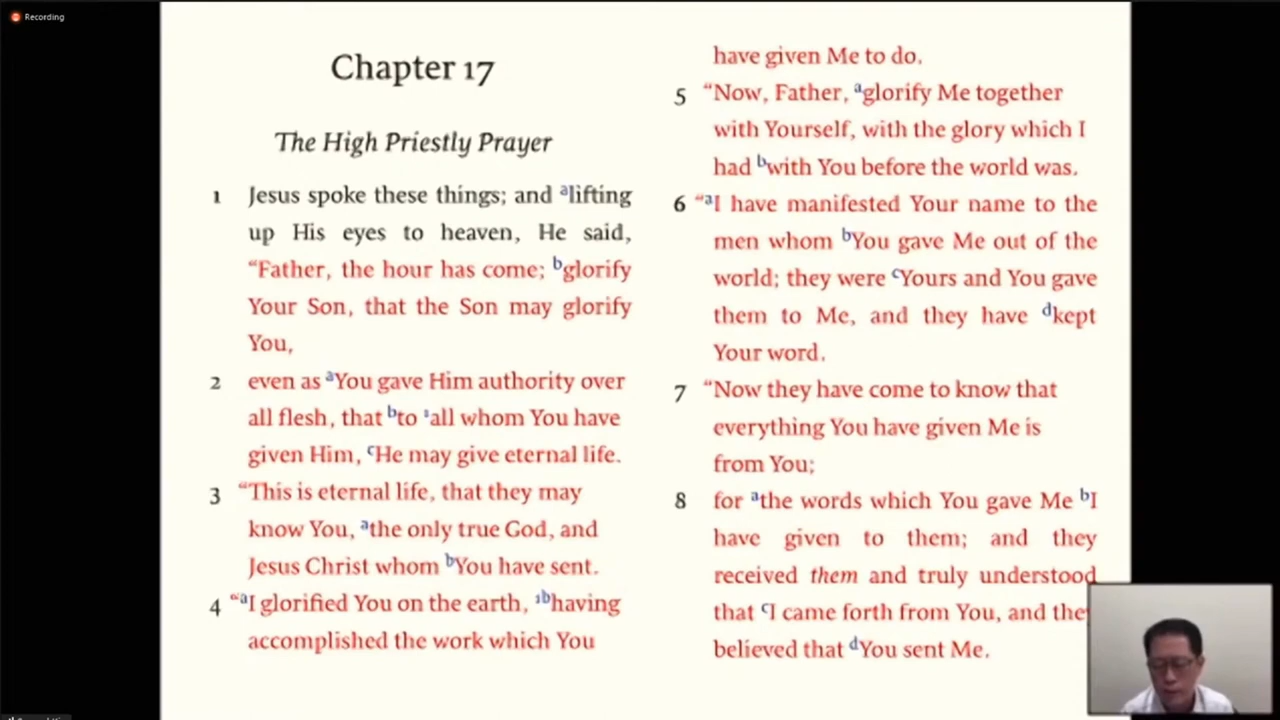 Recording
Chapter 17
The High Priestly Prayer
1 Jesus spoke these things; and ᵃlifting
up His eyes to heaven, He said,
“Father, the hour has come; ᵇglorify
Your Son, that the Son may glorify
You,
2 even as ᵃYou gave Him authority over
all flesh, that ᵇto ¹all whom You have
given Him, ᶜHe may give eternal life.
3 “This is eternal life, that they may
know You, ᵃthe only true God, and
Jesus Christ whom ᵇYou have sent.
4 “ᵃI glorified You on the earth, ¹ᵇhaving
accomplished the work which You
have given Me to do.
5 “Now, Father, ᵃglorify Me together
with Yourself, with the glory which I
had ᵇwith You before the world was.
6 “ᵃI have manifested Your name to the
men whom ᵇYou gave Me out of the
world; they were ᶜYours and You gave
them to Me, and they have ᵈkept
Your word.
7 “Now they have come to know that
everything You have given Me is
from You;
8 for ᵃthe words which You gave Me ᵇI
have given to them; and they
received them and truly understood
that ᶜI came forth from You, and they
believed that ᵈYou sent Me.